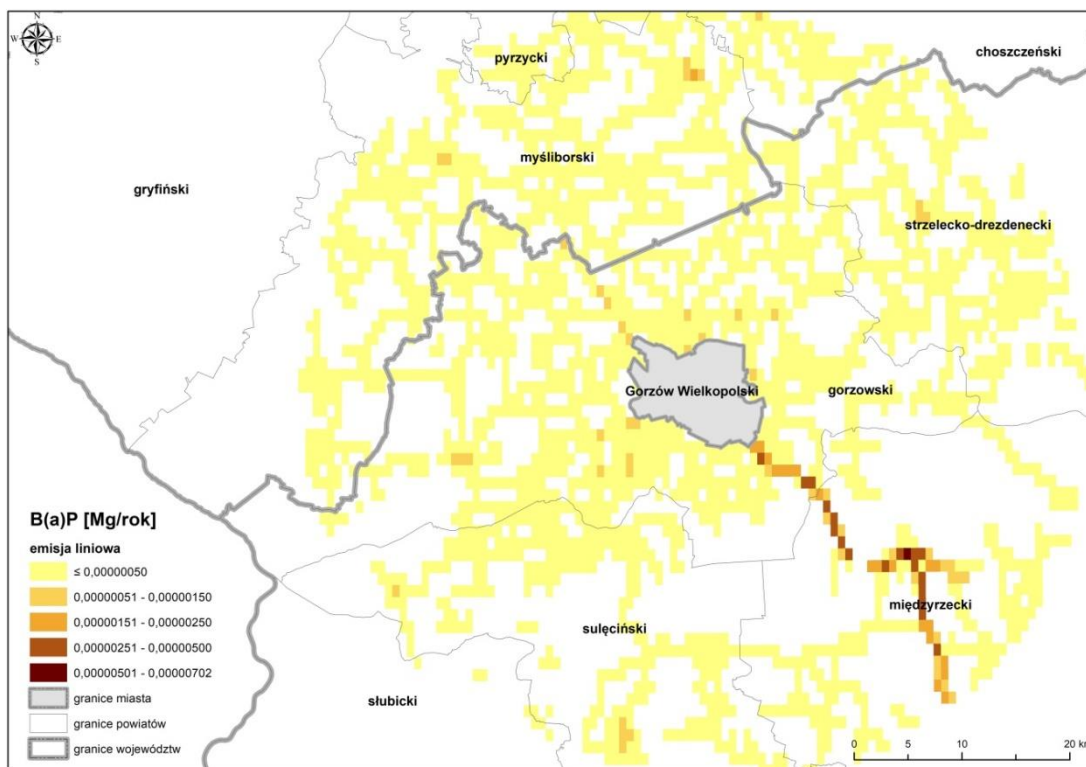 N
W E
S
pyrzycki
choszczeński
myśliborski
gryfiński
strzelecko-drezdenecki
Gorzów Wielkopolski
gorzowski
międzyrzecki
sulęciński
słubicki
B(a)P [Mg/rok]
emisja liniowa
≤ 0,00000050
0,00000051 - 0,00000150
0,00000151 - 0,00000250
0,00000251 - 0,00000500
0,00000501 - 0,00000702
granice miasta
granice powiatów
granice województw
0 5 10 20 km